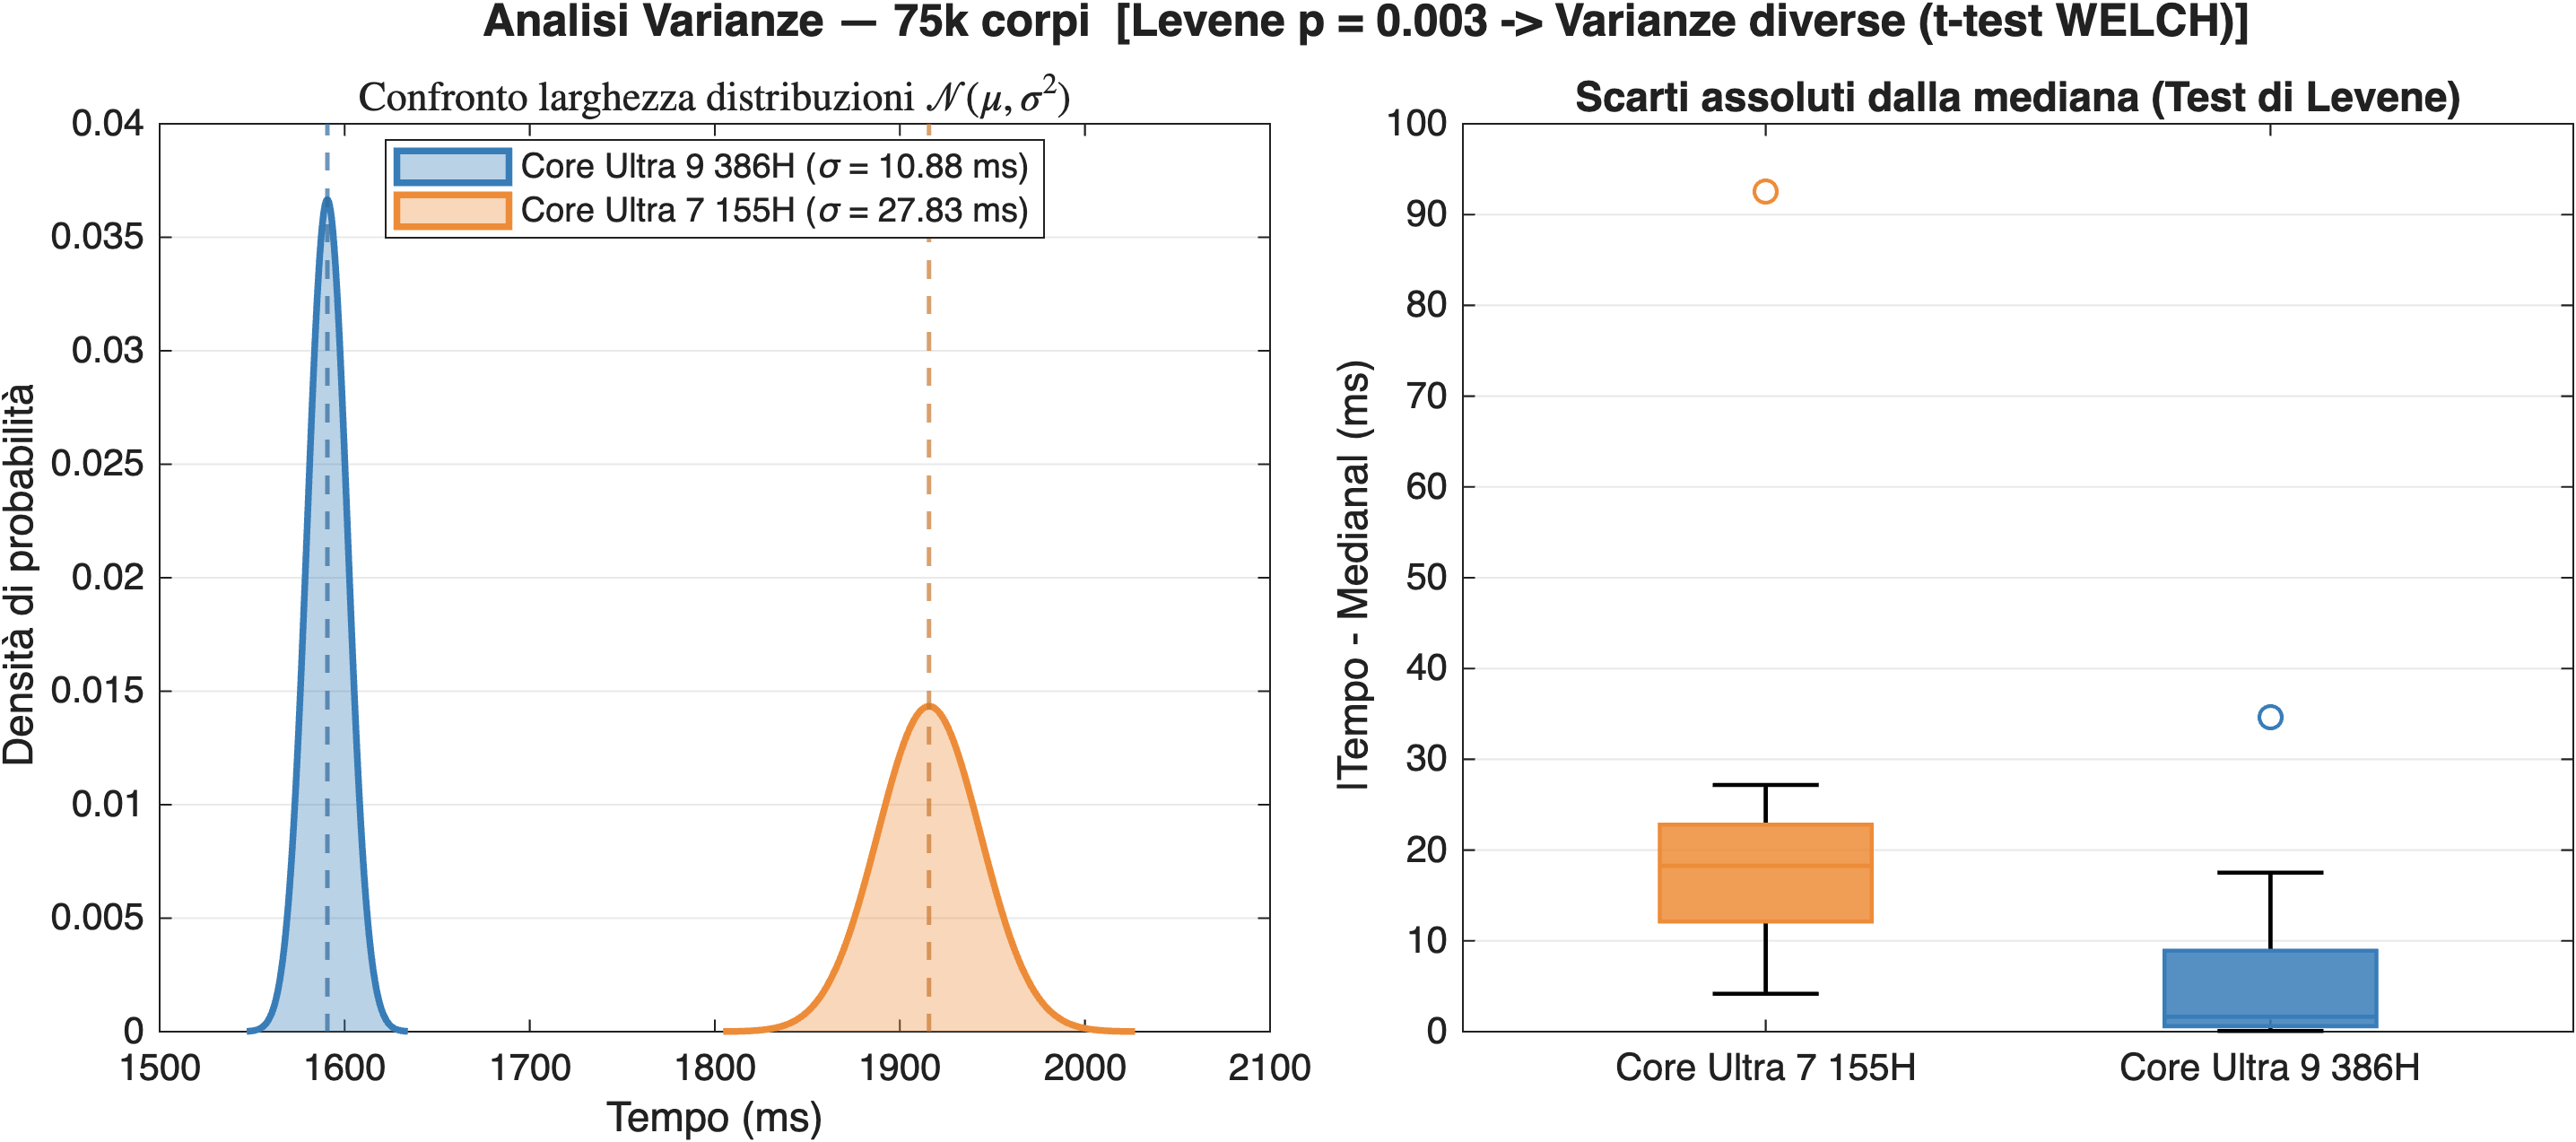 Analisi Varianze — 75k corpi [Levene p = 0.003 -> Varianze diverse (t-test WELCH)]
Confronto larghezza distribuzioni 𝒩(μ, σ²)
Core Ultra 9 386H (σ = 10.88 ms)
Core Ultra 7 155H (σ = 27.83 ms)
Densità di probabilità
0.04
0.035
0.03
0.025
0.02
0.015
0.01
0.005
0
1500 1600 1700 1800 1900 2000 2100
Tempo (ms)
Scarti assoluti dalla mediana (Test di Levene)
|Tempo - Mediana| (ms)
100
90
80
70
60
50
40
30
20
10
0
Core Ultra 7 155H Core Ultra 9 386H